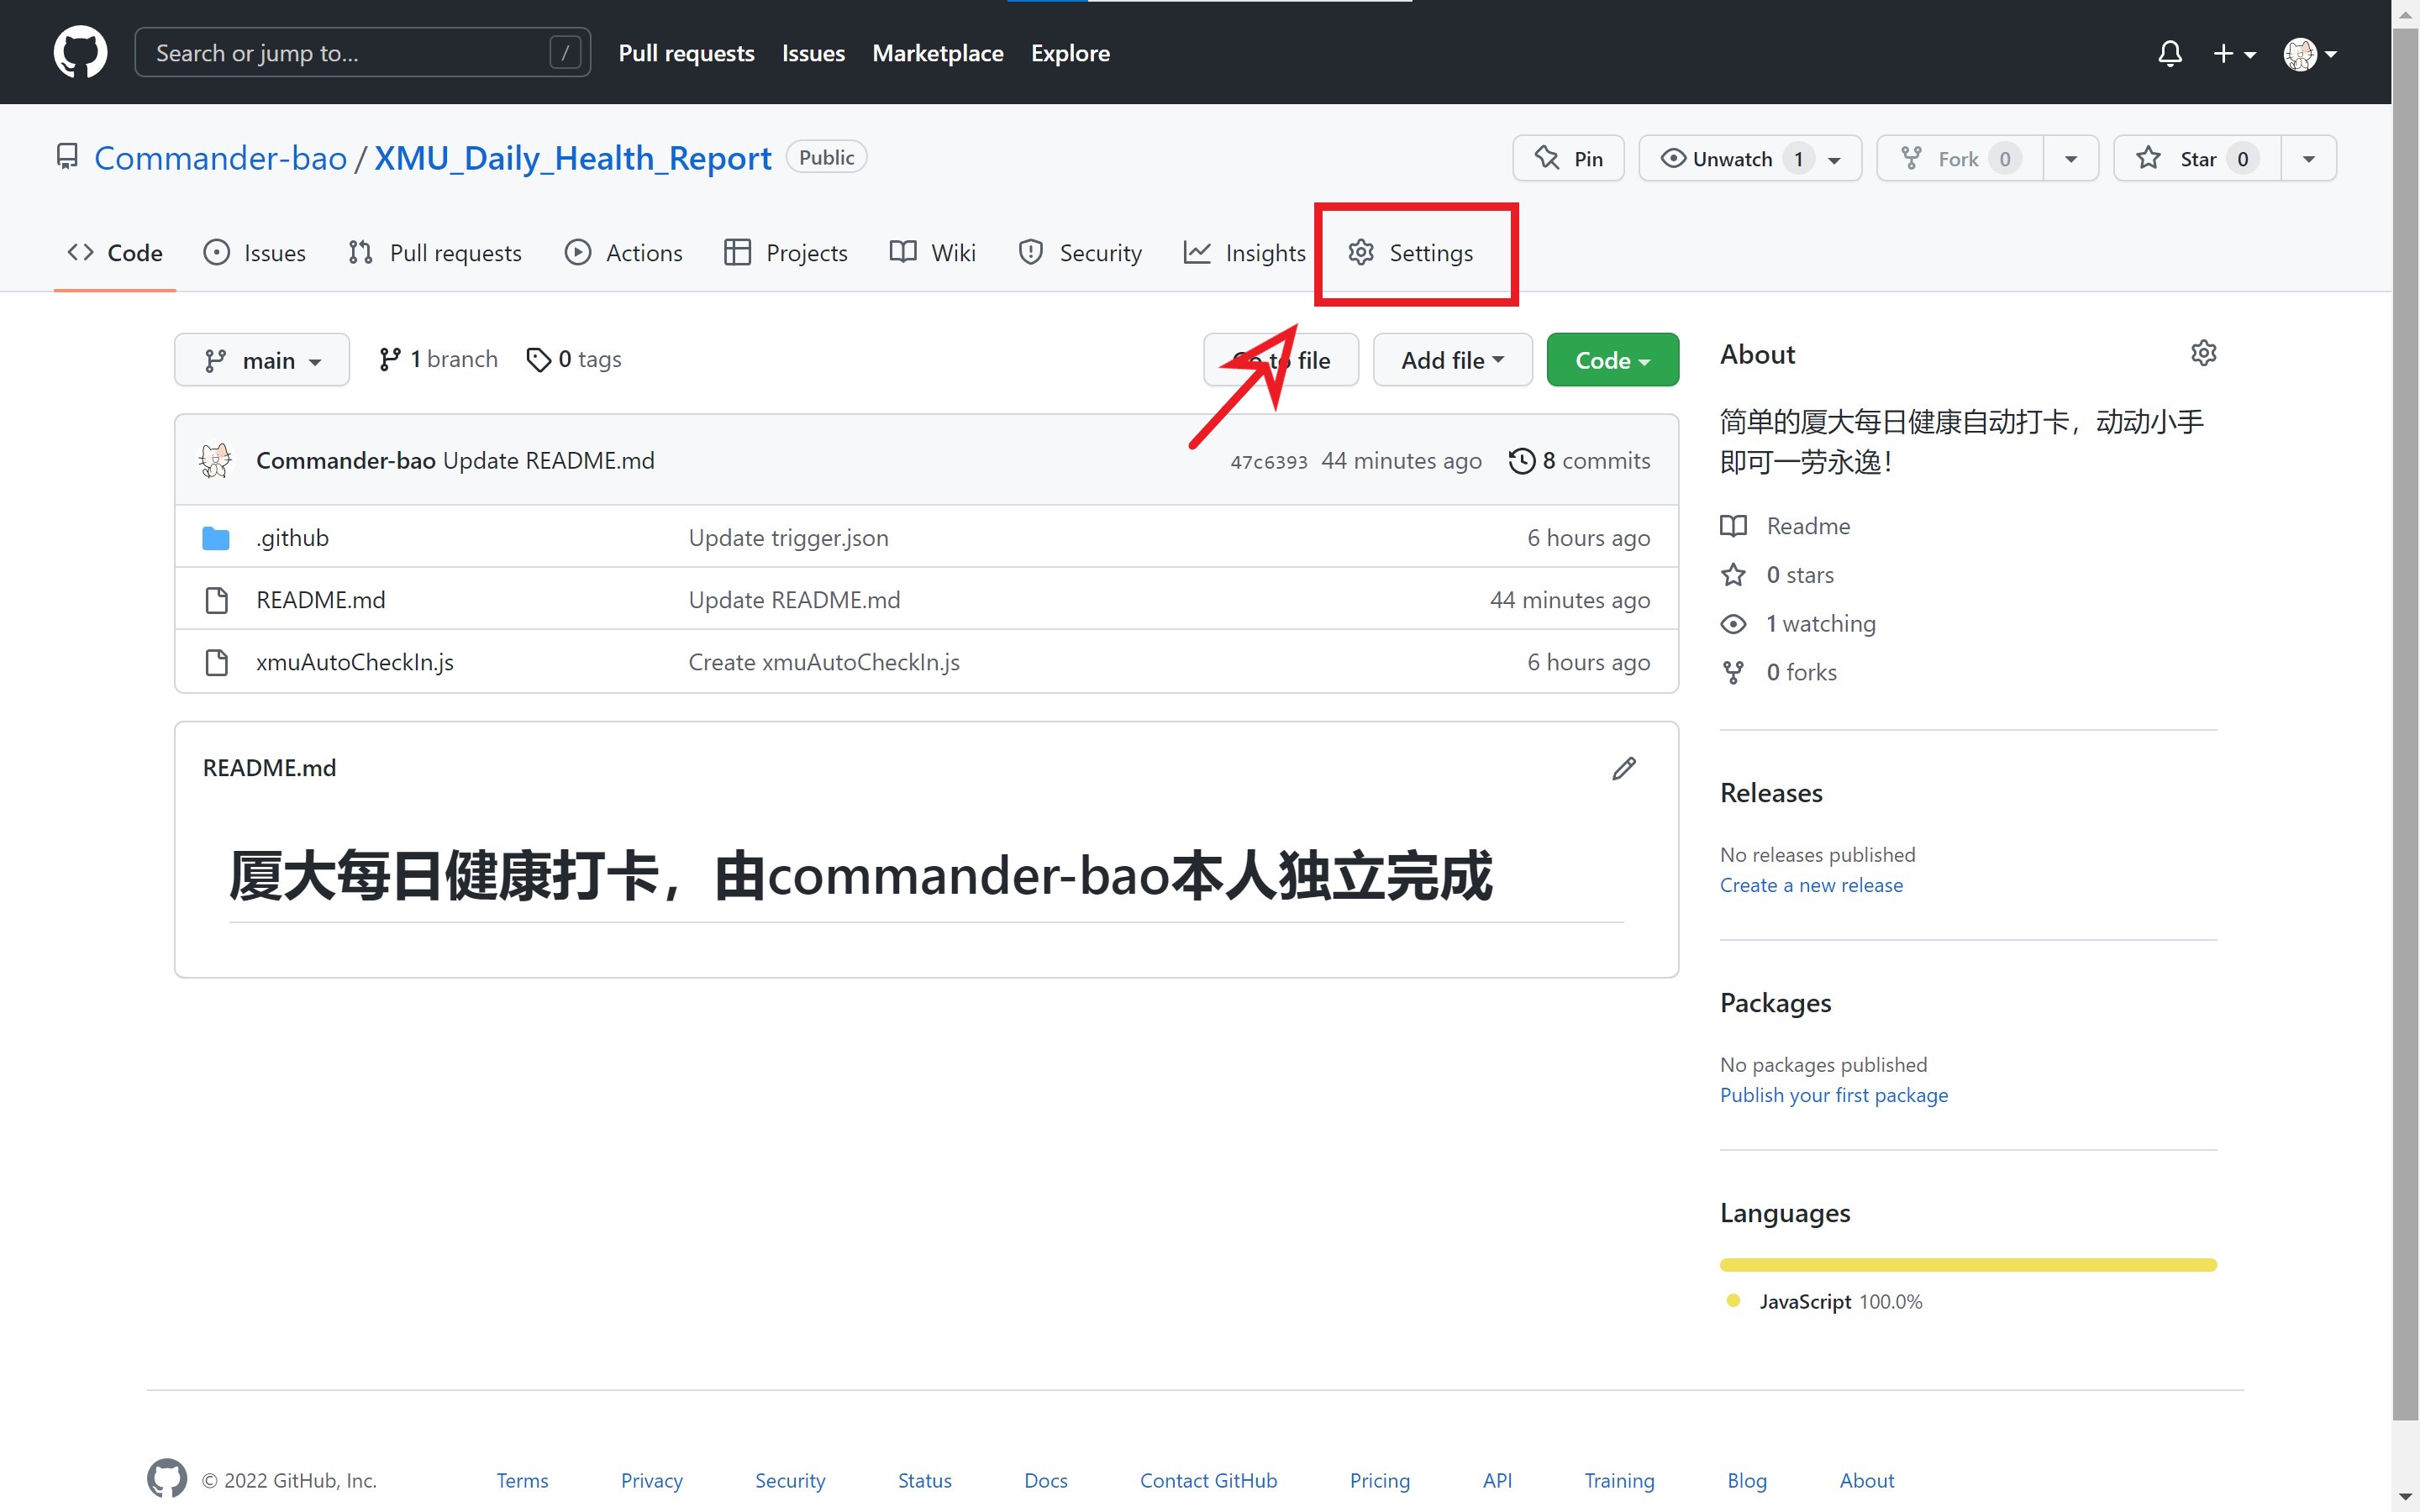 Search or jump to... /
Pull requests Issues Marketplace Explore
Commander-bao / XMU_Daily_Health_Report Public
Pin Unwatch 1 Fork 0 Star 0
Code Issues Pull requests Actions Projects Wiki Security Insights Settings
main 1 branch 0 tags Go to file Add file Code
Commander-bao Update README.md 47c6393 44 minutes ago 8 commits
.github Update trigger.json 6 hours ago
README.md Update README.md 44 minutes ago
xmuAutoCheckIn.js Create xmuAutoCheckIn.js 6 hours ago
README.md
厦大每日健康打卡，由commander-bao本人独立完成
About
简单的厦大每日健康自动打卡，动动小手
即可一劳永逸！
Readme
0 stars
1 watching
0 forks
Releases
No releases published
Create a new release
Packages
No packages published
Publish your first package
Languages
JavaScript 100.0%
© 2022 GitHub, Inc. Terms Privacy Security Status Docs Contact GitHub Pricing API Training Blog About